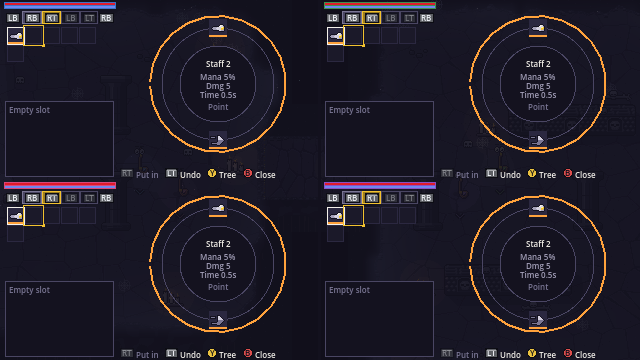 LB RB RT LB LT RB
Staff 2
Mana 5%
Dmg 5
Time 0.5s
Point
Empty slot
RT Put in LT Undo Y Tree B Close
LB RB RT LB LT RB
Staff 2
Mana 5%
Dmg 5
Time 0.5s
Point
Empty slot
RT Put in LT Undo Y Tree B Close
LB RB RT LB LT RB
Staff 2
Mana 5%
Dmg 5
Time 0.5s
Point
Empty slot
RT Put in LT Undo Y Tree B Close
LB RB RT LB LT RB
Staff 2
Mana 5%
Dmg 5
Time 0.5s
Point
Empty slot
RT Put in LT Undo Y Tree B Close